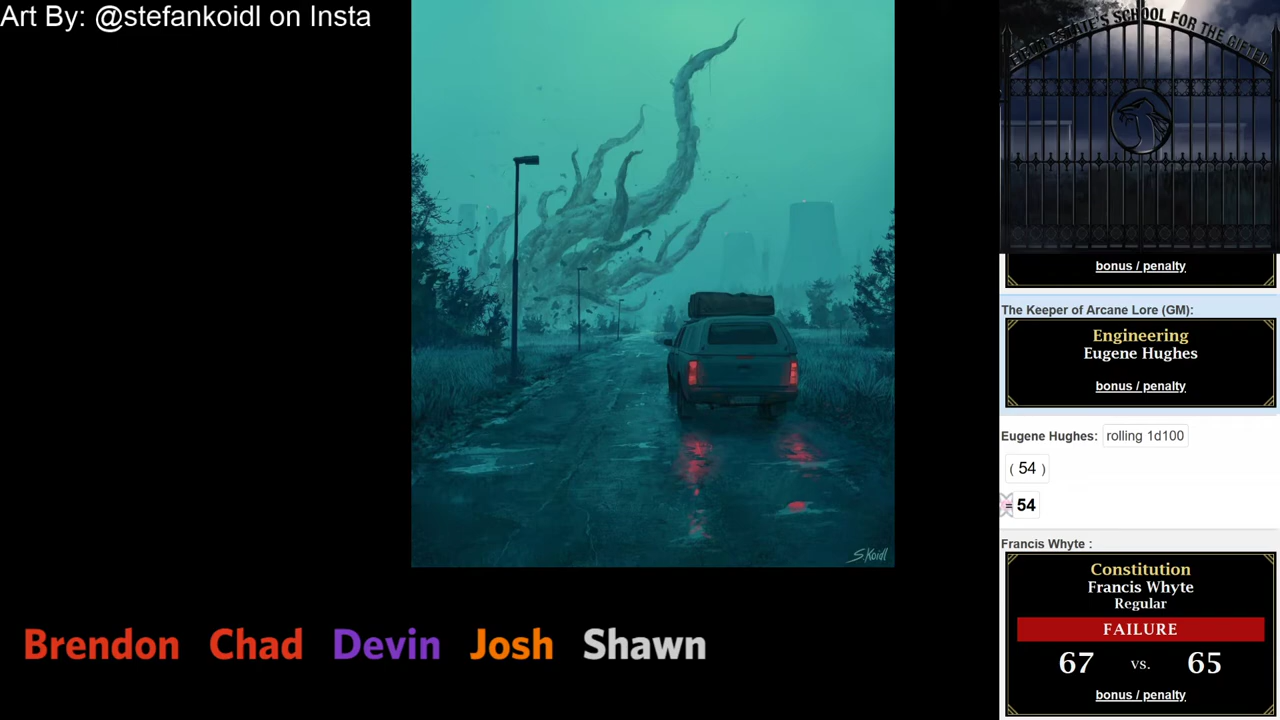 Art By: @stefankoidl on Insta
S.Koidl
SCHOOL FOR THE GIFTED
bonus / penalty
The Keeper of Arcane Lore (GM):
Engineering
Eugene Hughes
bonus / penalty
Eugene Hughes: rolling 1d100
( 54 )
= 54
Francis Whyte :
Constitution
Francis Whyte
Regular
FAILURE
67 vs. 65
bonus / penalty
Brendon Chad Devin Josh Shawn